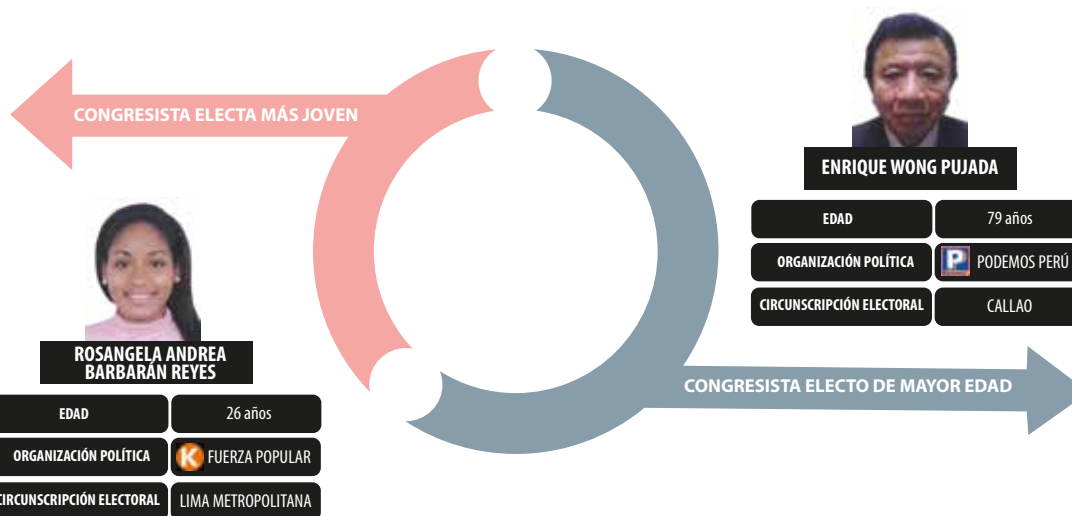 CONGRESISTA ELECTA MÁS JOVEN
ROSANGELA ANDREA
BARBARÁN REYES
EDAD 26 años
ORGANIZACIÓN POLÍTICA K FUERZA POPULAR
CIRCUNSCRIPCIÓN ELECTORAL LIMA METROPOLITANA
ENRIQUE WONG PUJADA
EDAD 79 años
ORGANIZACIÓN POLÍTICA P PODEMOS PERÚ
CIRCUNSCRIPCIÓN ELECTORAL CALLAO
CONGRESISTA ELECTO DE MAYOR EDAD